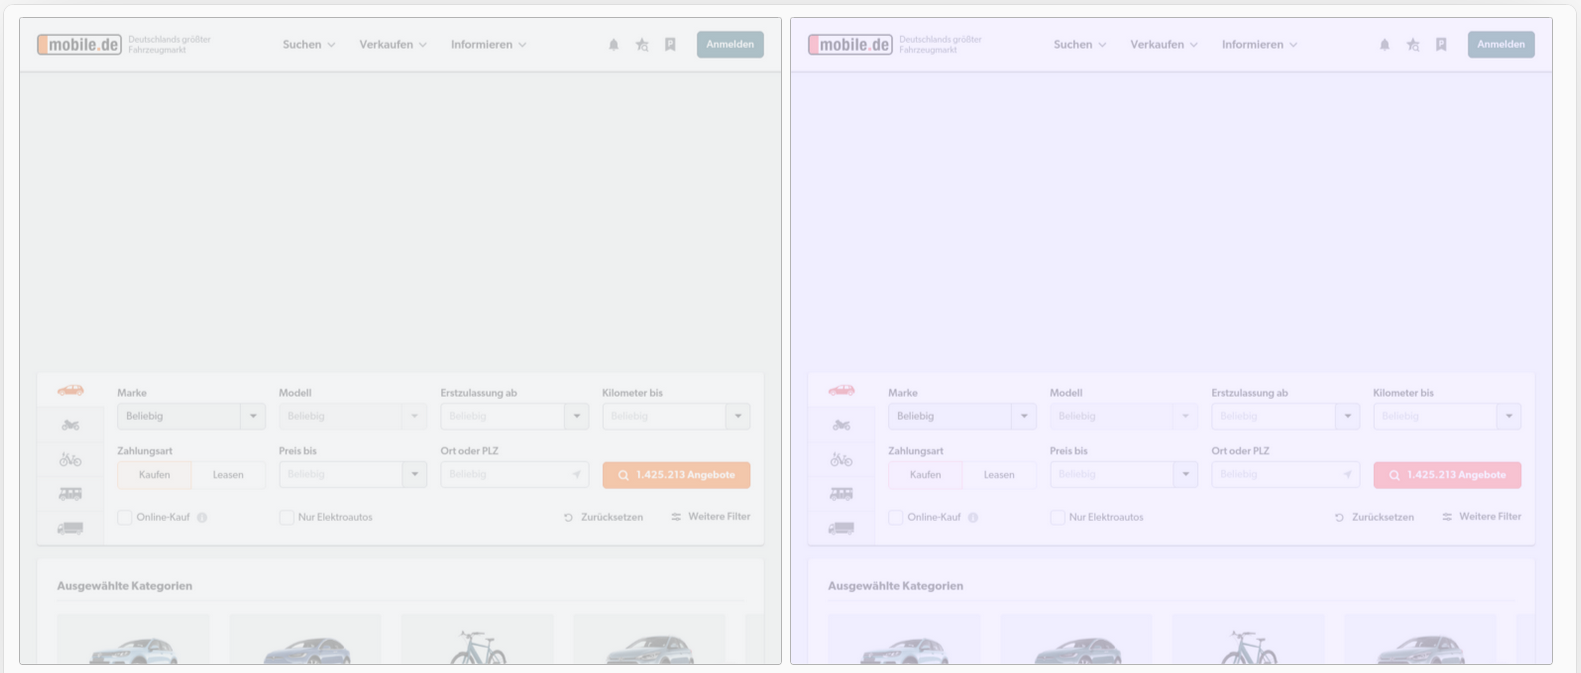 mobile.de
Deutschlands größter
Fahrzeugmarkt
Suchen Verkaufen Informieren Anmelden
Marke Modell Erstzulassung ab Kilometer bis
Beliebig Beliebig Beliebig Beliebig
Zahlungsart Preis bis Ort oder PLZ
Kaufen Leasen Beliebig Beliebig 1.425.213 Angebote
Online-Kauf Nur Elektroautos Zurücksetzen Weitere Filter
Ausgewählte Kategorien
mobile.de
Deutschlands größter
Fahrzeugmarkt
Suchen Verkaufen Informieren Anmelden
Marke Modell Erstzulassung ab Kilometer bis
Beliebig Beliebig Beliebig Beliebig
Zahlungsart Preis bis Ort oder PLZ
Kaufen Leasen Beliebig Beliebig 1.425.213 Angebote
Online-Kauf Nur Elektroautos Zurücksetzen Weitere Filter
Ausgewählte Kategorien